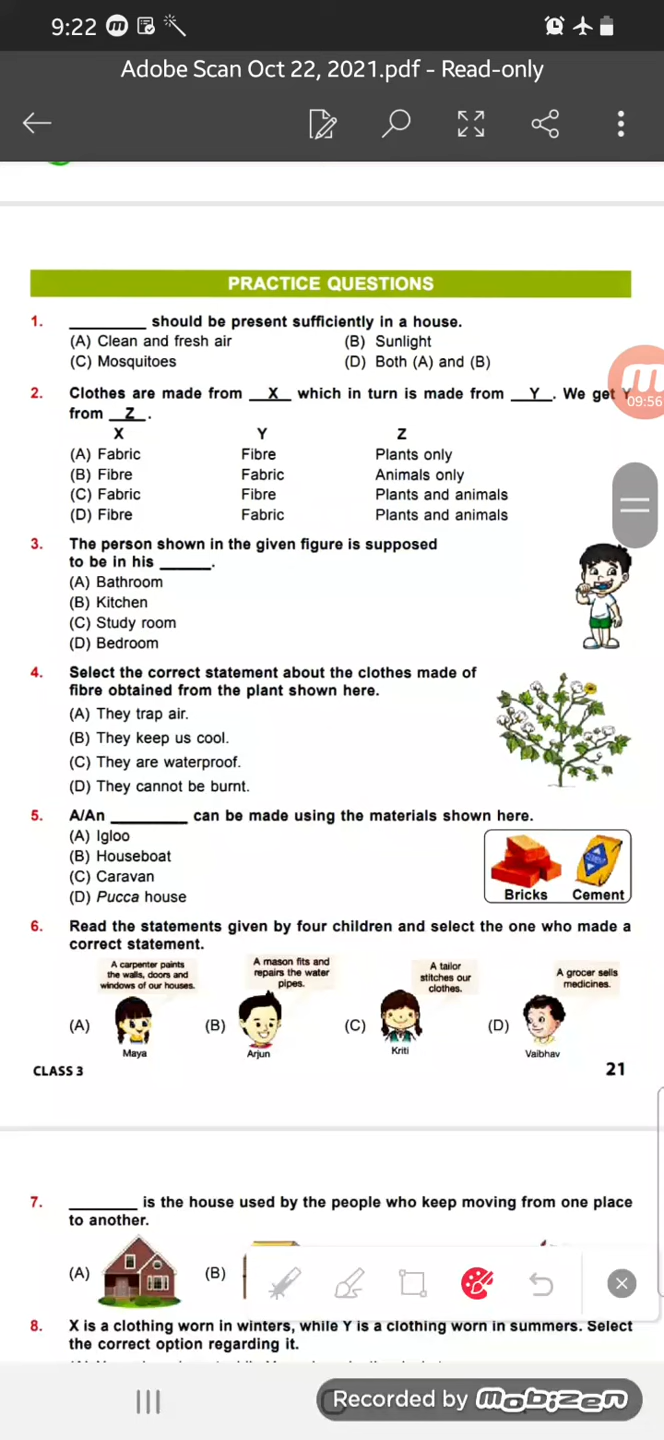 9:22
Adobe Scan Oct 22, 2021.pdf - Read-only
PRACTICE QUESTIONS
1. ________ should be present sufficiently in a house.
(A) Clean and fresh air (B) Sunlight
(C) Mosquitoes (D) Both (A) and (B)
09:56
2. Clothes are made from __X__ which in turn is made from __Y__. We get Y
from __Z__.
X Y Z
(A) Fabric Fibre Plants only
(B) Fibre Fabric Animals only
(C) Fabric Fibre Plants and animals
(D) Fibre Fabric Plants and animals
3. The person shown in the given figure is supposed
to be in his ______.
(A) Bathroom
(B) Kitchen
(C) Study room
(D) Bedroom
4. Select the correct statement about the clothes made of
fibre obtained from the plant shown here.
(A) They trap air.
(B) They keep us cool.
(C) They are waterproof.
(D) They cannot be burnt.
5. A/An ________ can be made using the materials shown here.
(A) Igloo
(B) Houseboat
(C) Caravan
(D) Pucca house
Bricks Cement
6. Read the statements given by four children and select the one who made a
correct statement.
A carpenter paints
the walls, doors and
windows of our houses.
A mason fits and
repairs the water
pipes.
A tailor
stitches our
clothes.
A grocer sells
medicines.
(A) (B) (C) (D)
Maya Arjun Kriti Vaibhav
CLASS 3 21
7. ________ is the house used by the people who keep moving from one place
to another.
(A) (B)
8. X is a clothing worn in winters, while Y is a clothing worn in summers. Select
the correct option regarding it.
Recorded by mobizen